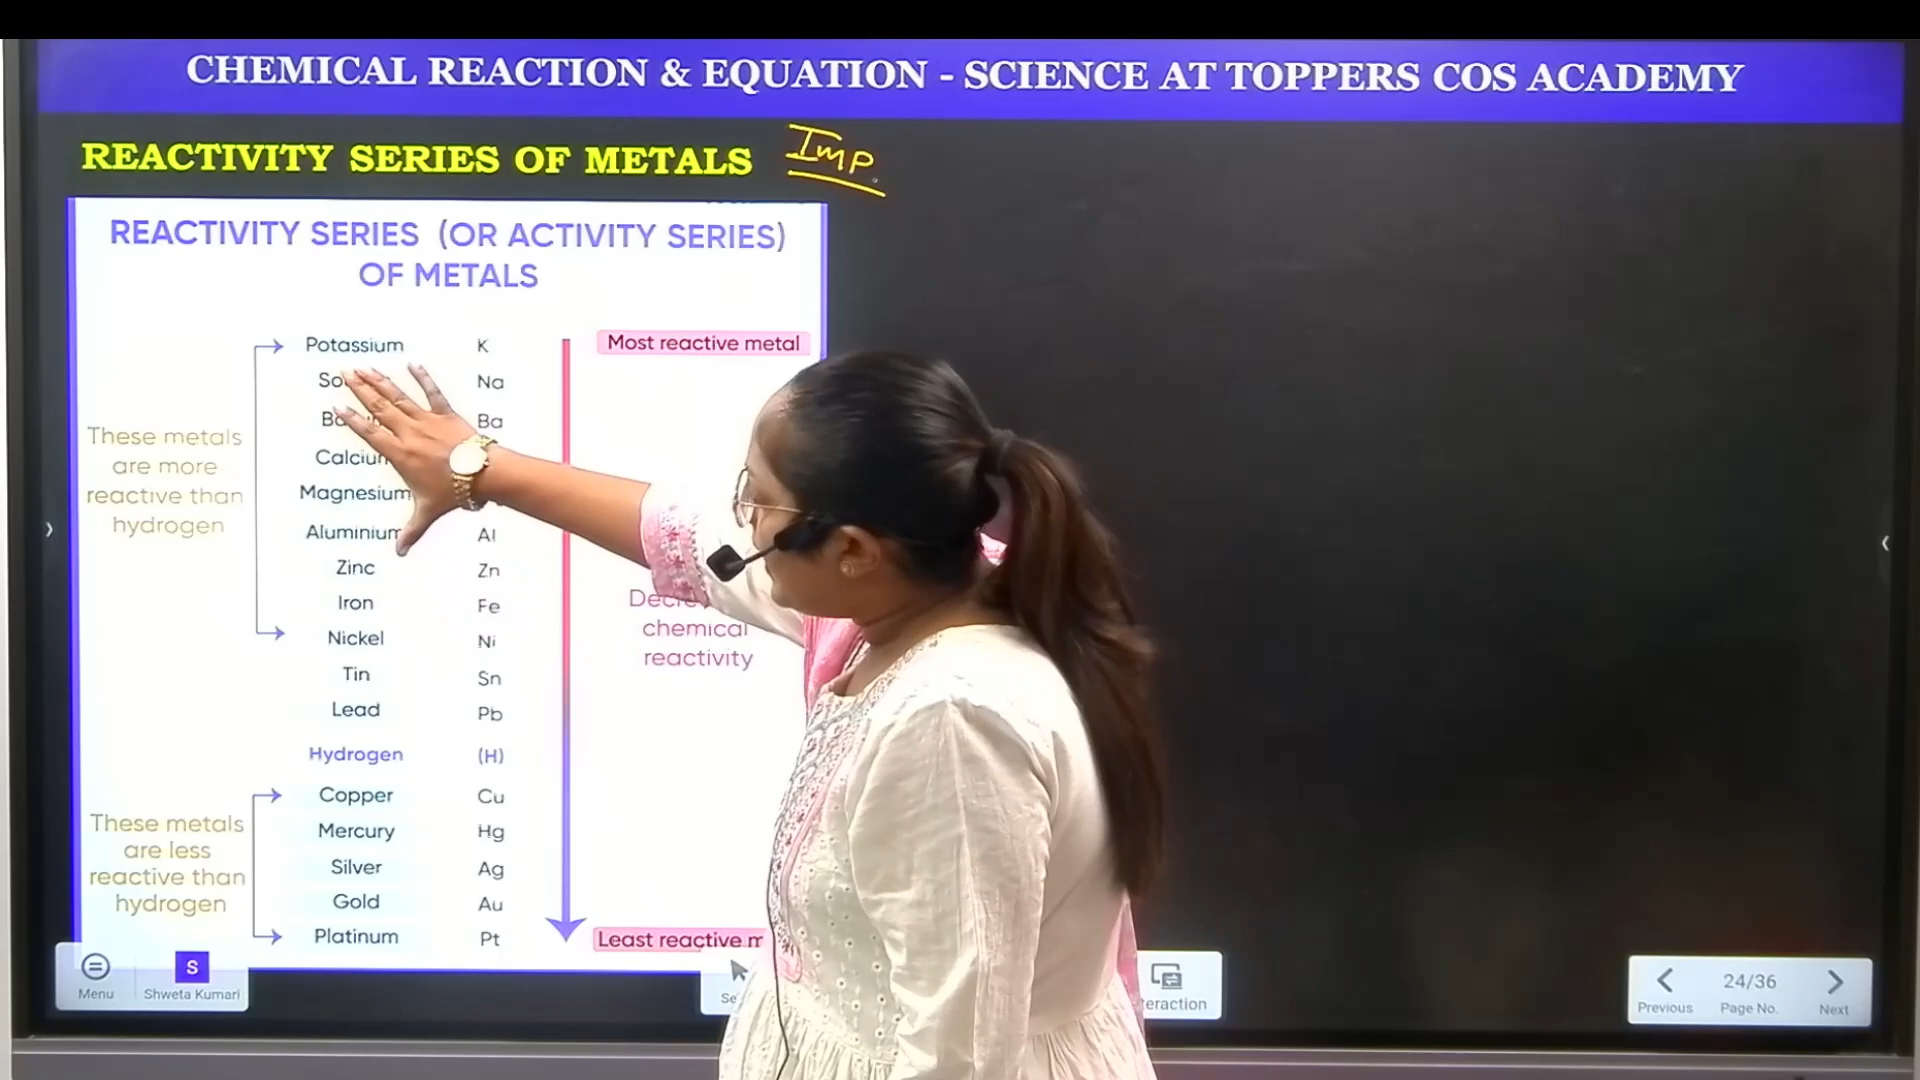 CHEMICAL REACTION & EQUATION - SCIENCE AT TOPPERS COS ACADEMY
REACTIVITY SERIES OF METALS Imp.
REACTIVITY SERIES (OR ACTIVITY SERIES)
OF METALS
Potassium K Most reactive metal
Na
Ba
Calcium
Magnesium
Aluminium Al
Zinc Zn
Iron Fe
Nickel Ni
Tin Sn
Lead Pb
Hydrogen (H)
Copper Cu
Mercury Hg
Silver Ag
Gold Au
Platinum Pt Least reactive m
These metals
are more
reactive than
hydrogen
These metals
are less
reactive than
hydrogen
chemical
reactivity
Menu
S
Shweta Kumari
24/36
Previous Page No. Next